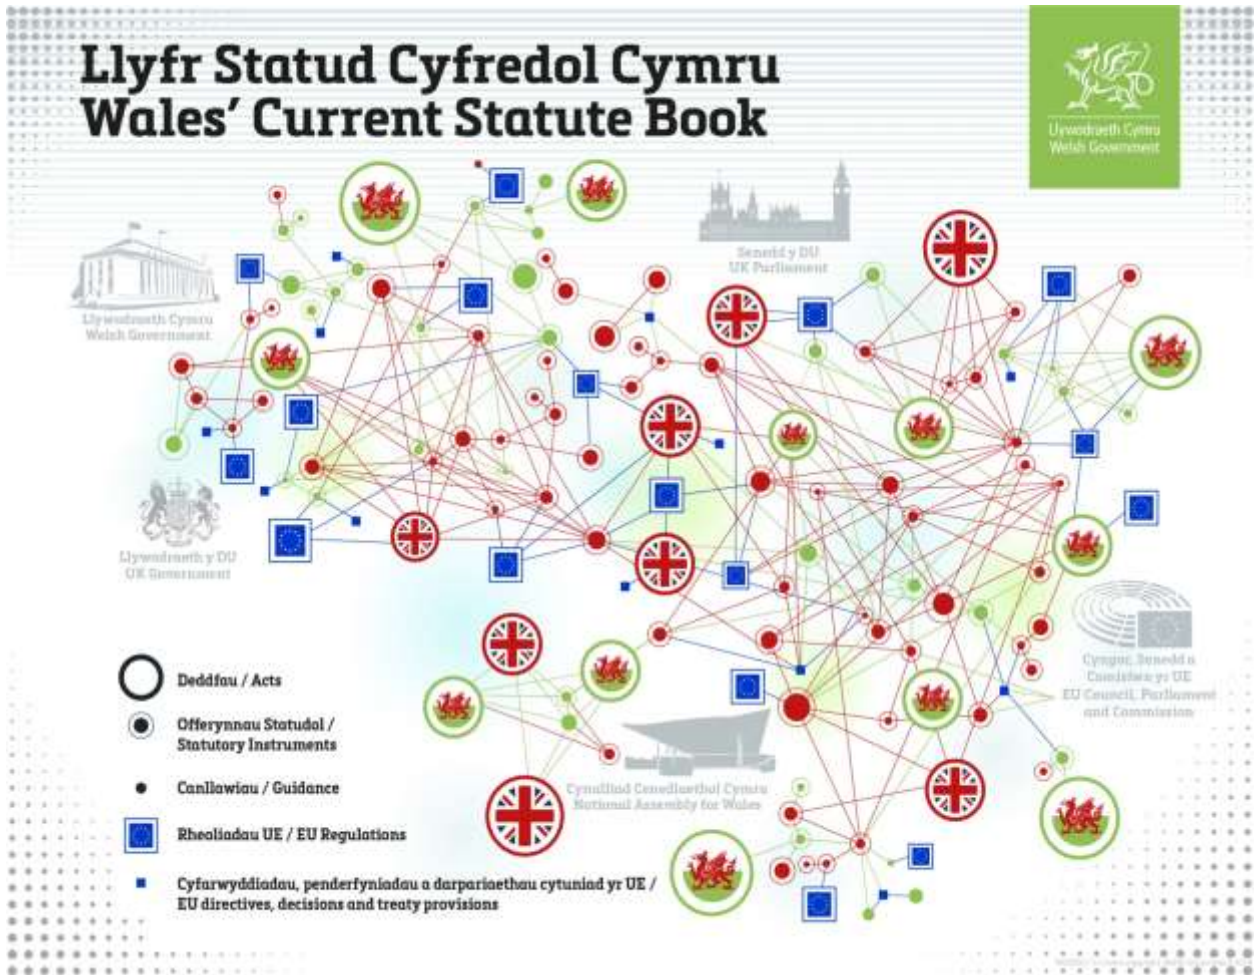 Llyfr Statud Cyfredol Cymru
Wales' Current Statute Book
Llywodraeth Cymru
Welsh Government
Senedd y DU
UK Parliament
Llywodraeth Cymru
Welsh Government
Llywodraeth y DU
UK Government
Cyngor, Senedd a
Comisiwn yr UE
EU Council, Parliament
and Commission
Cynulliad Cenedlaethol Cymru
National Assembly for Wales
Deddfau / Acts
Offerynnau Statudol /
Statutory Instruments
Canllawiau / Guidance
Rheoliadau UE / EU Regulations
Cyfarwyddiadau, penderfyniadau a darpariaethau cytuniad yr UE /
EU directives, decisions and treaty provisions